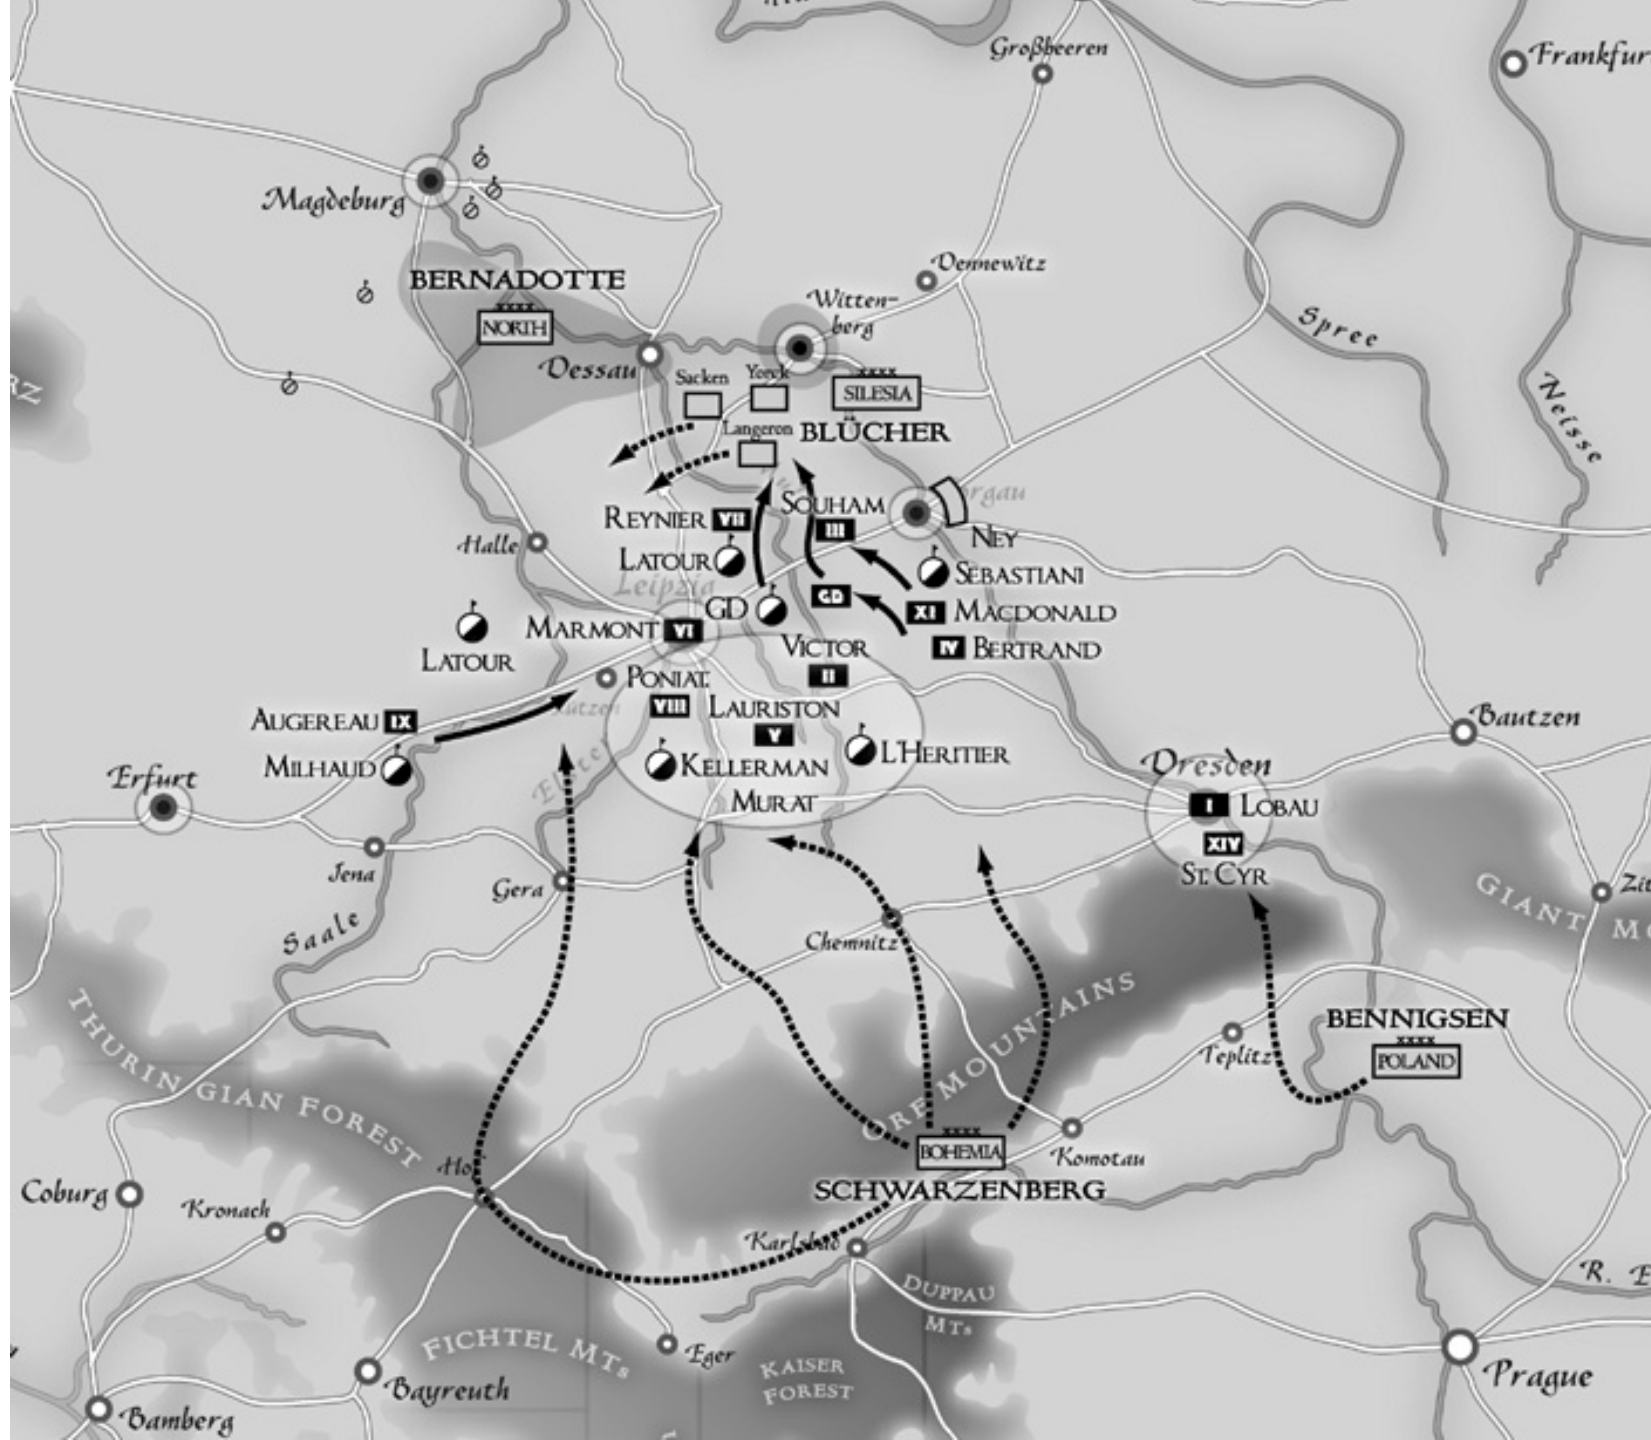 Großbeeren
Magdeburg
BERNADOTTE
xxxx
NORTH
Dennewitz
Witten-
berg
Spree
Neisse
Dessau
Sacken
Yorck
xxxx
SILESIA
Langeron
BLÜCHER
REYNIER VII
SOUHAM
III
NEY
Halle
LATOUR
Leipzig
SEBASTIANI
GD
GD
XI MACDONALD
MARMONT VI
IV BERTRAND
LATOUR
VICTOR
II
PONIAT.
VIII
LAURISTON
V
AUGEREAU IX
MILHAUD
KELLERMAN
L'HERITIER
MURAT
Bautzen
Erfurt
Dresden
I LOBAU
XIV
ST. CYR
Jena
Gera
Saale
Chemnitz
GIANT
THURINGIAN FOREST
ORE MOUNTAINS
BENNIGSEN
xxxx
POLAND
Teplitz
xxxx
BOHEMIA
SCHWARZENBERG
Komotau
Coburg
Kronach
Karlsbad
DUPPAU
MTs
FICHTEL MTs
Eger
KAISER
FOREST
Bayreuth
Bamberg
Prague